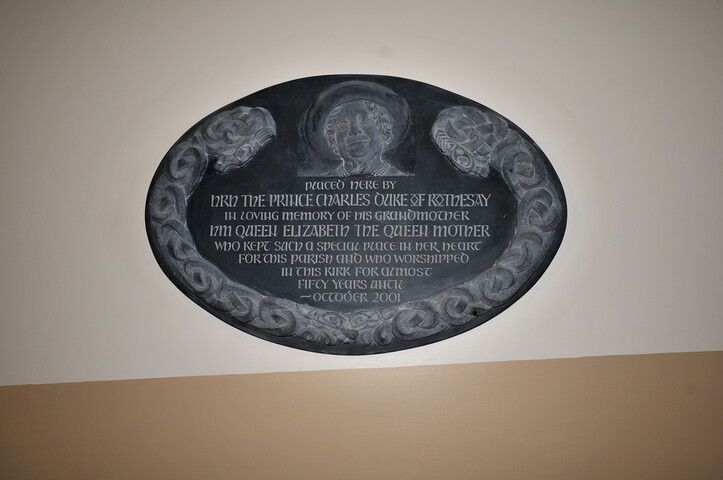 PLACED HERE BY
HRH THE PRINCE CHARLES DUKE OF ROTHESAY
IN LOVING MEMORY OF HIS GRANDMOTHER
HM QUEEN ELIZABETH THE QUEEN MOTHER
WHO KEPT SUCH A SPECIAL PLACE IN HER HEART
FOR THIS PARISH AND WHO WORSHIPPED
IN THIS KIRK FOR ALMOST
FIFTY YEARS UNTIL
— OCTOBER 2001